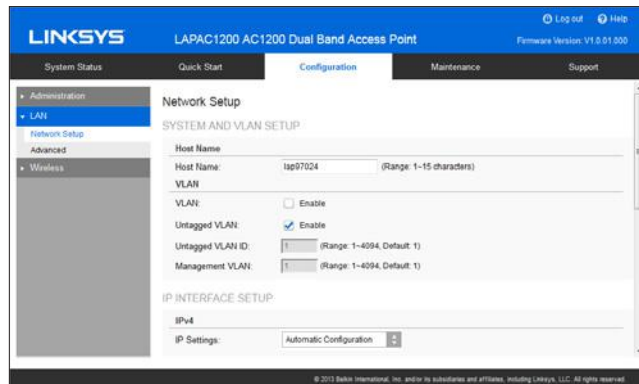 Log out Help
LINKSYS LAPAC1200 AC1200 Dual Band Access Point Firmware Version: V1.0.01.000
System Status Quick Start Configuration Maintenance Support
Administration
LAN
Network Setup
Advanced
Wireless
Network Setup
SYSTEM AND VLAN SETUP
Host Name
Host Name: lap97024 (Range: 1~15 characters)
VLAN
VLAN: Enable
Untagged VLAN: Enable
Untagged VLAN ID: 1 (Range: 1~4094, Default: 1)
Management VLAN: 1 (Range: 1~4094, Default: 1)
IP INTERFACE SETUP
IPv4
IP Settings: Automatic Configuration
© 2013 Belkin International, Inc. and/or its subsidiaries and affiliates, including Linksys, LLC. All rights reserved.